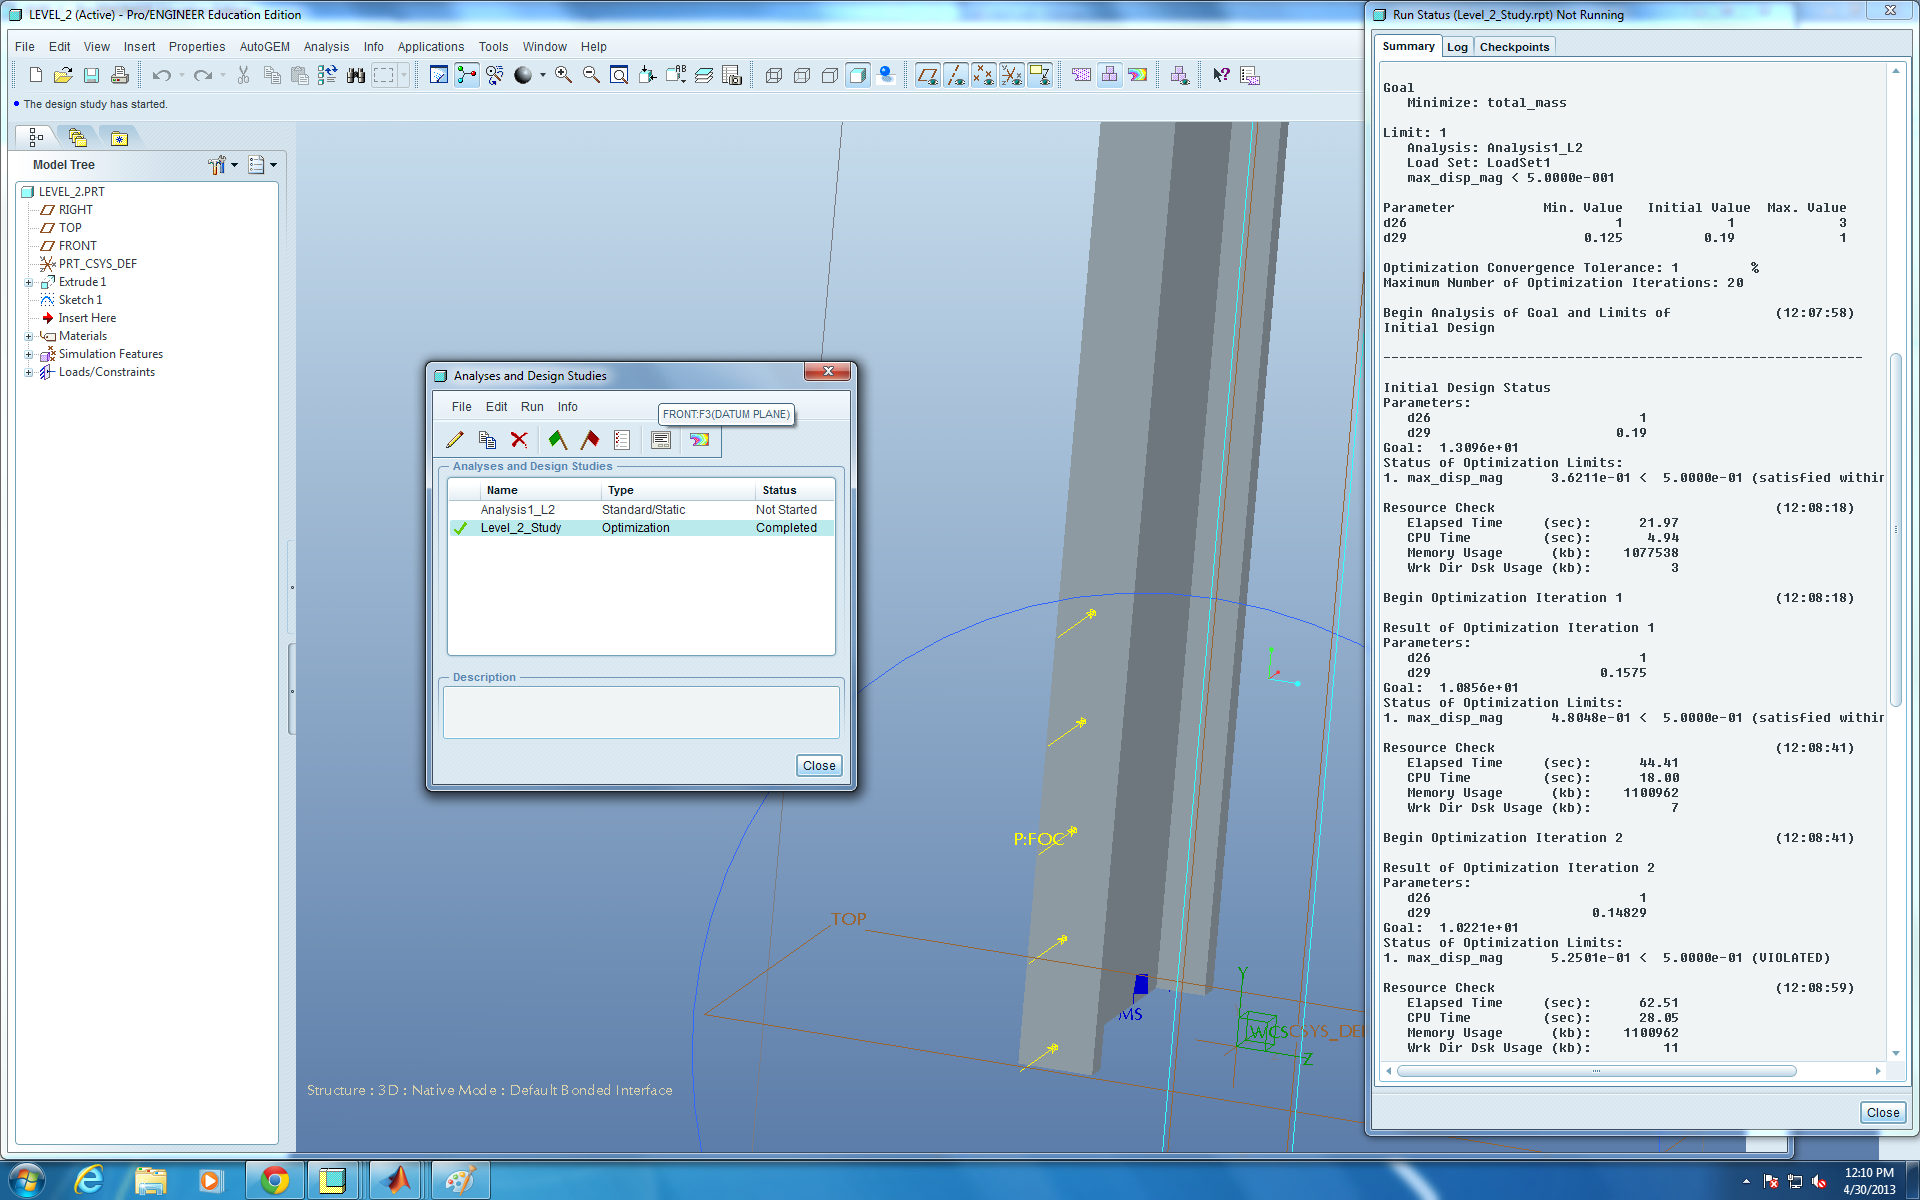 LEVEL_2 (Active) - Pro/ENGINEER Education Edition
File Edit View Insert Properties AutoGEM Analysis Info Applications Tools Window Help
The design study has started.
Model Tree
LEVEL_2.PRT
RIGHT
TOP
FRONT
PRT_CSYS_DEF
Extrude 1
Sketch 1
Insert Here
Materials
Simulation Features
Loads/Constraints
Analyses and Design Studies
File Edit Run Info
FRONT:F3(DATUM PLANE)
Analyses and Design Studies
Name Type Status
Analysis1_L2 Standard/Static Not Started
Level_2_Study Optimization Completed
Description
Close
P:FOC
TOP
MS
Y
WCS
CSYS_DE
Z
Structure : 3D : Native Mode : Default Bonded Interface
Run Status (Level_2_Study.rpt) Not Running
Summary Log Checkpoints
Goal
Minimize: total_mass
Limit: 1
Analysis: Analysis1_L2
Load Set: LoadSet1
max_disp_mag < 5.0000e-001
Parameter Min. Value Initial Value Max. Value
d26 1 1 3
d29 0.125 0.19 1
Optimization Convergence Tolerance: 1 %
Maximum Number of Optimization Iterations: 20
Begin Analysis of Goal and Limits of (12:07:58)
Initial Design
Initial Design Status
Parameters:
d26 1
d29 0.19
Goal: 1.3096e+01
Status of Optimization Limits:
1. max_disp_mag 3.6211e-01 < 5.0000e-01 (satisfied within
Resource Check (12:08:18)
Elapsed Time (sec): 21.97
CPU Time (sec): 4.94
Memory Usage (kb): 1077538
Wrk Dir Dsk Usage (kb): 3
Begin Optimization Iteration 1 (12:08:18)
Result of Optimization Iteration 1
Parameters:
d26 1
d29 0.1575
Goal: 1.0856e+01
Status of Optimization Limits:
1. max_disp_mag 4.8048e-01 < 5.0000e-01 (satisfied within
Resource Check (12:08:41)
Elapsed Time (sec): 44.41
CPU Time (sec): 18.00
Memory Usage (kb): 1100962
Wrk Dir Dsk Usage (kb): 7
Begin Optimization Iteration 2 (12:08:41)
Result of Optimization Iteration 2
Parameters:
d26 1
d29 0.14829
Goal: 1.0221e+01
Status of Optimization Limits:
1. max_disp_mag 5.2501e-01 < 5.0000e-01 (VIOLATED)
Resource Check (12:08:59)
Elapsed Time (sec): 62.51
CPU Time (sec): 28.05
Memory Usage (kb): 1100962
Wrk Dir Dsk Usage (kb): 11
Close
12:10 PM
4/30/2013